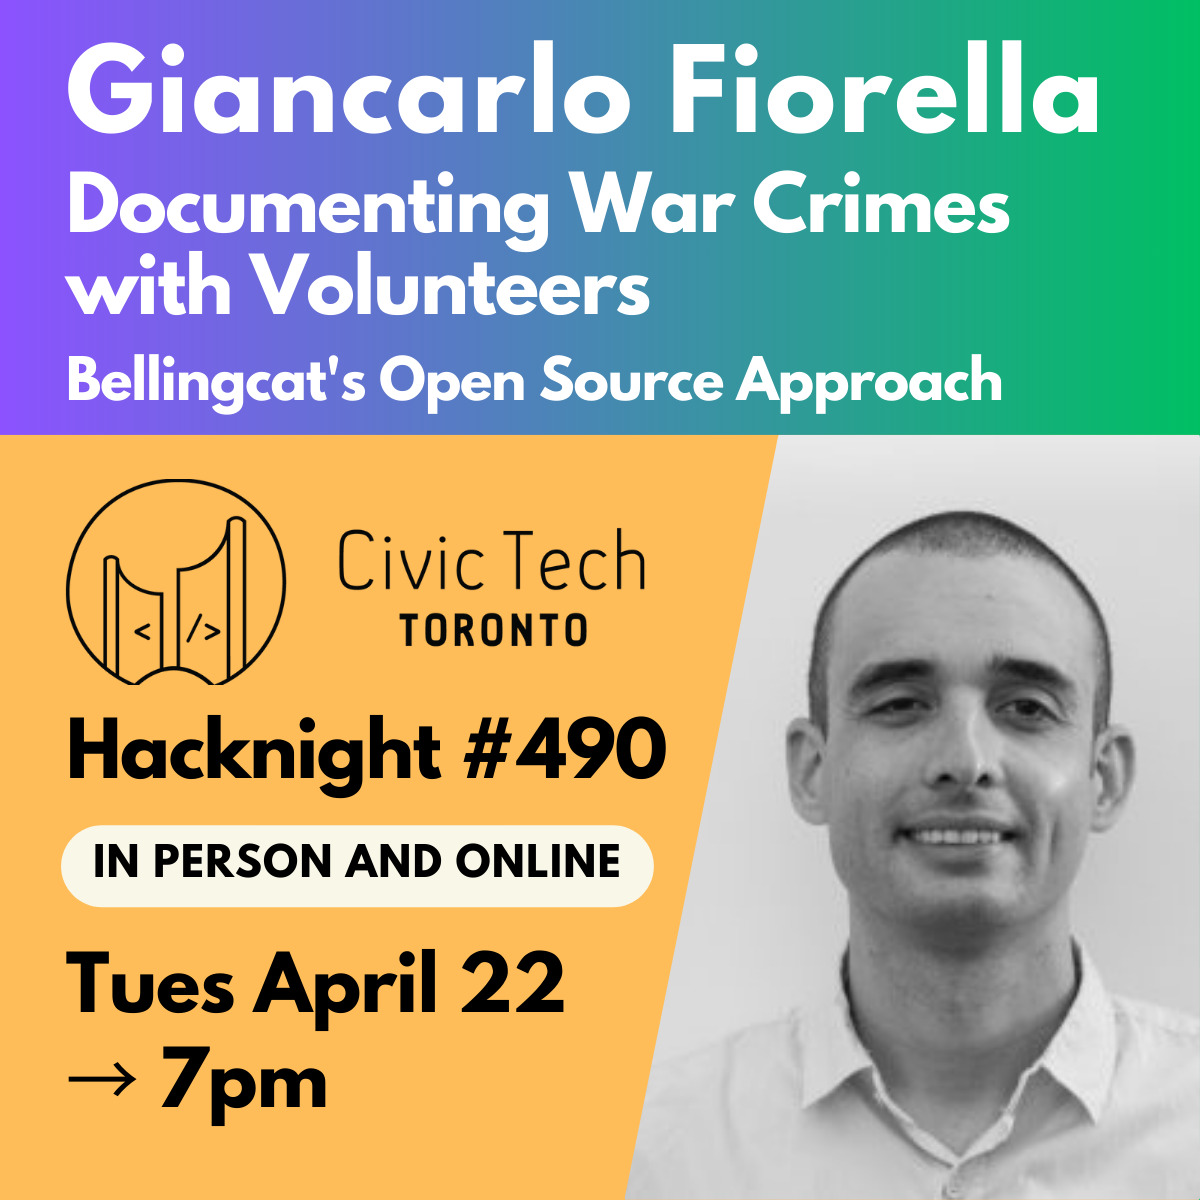 Giancarlo Fiorella
Documenting War Crimes
with Volunteers
Bellingcat's Open Source Approach
< />
Civic Tech
TORONTO
Hacknight #490
IN PERSON AND ONLINE
Tues April 22
→ 7pm